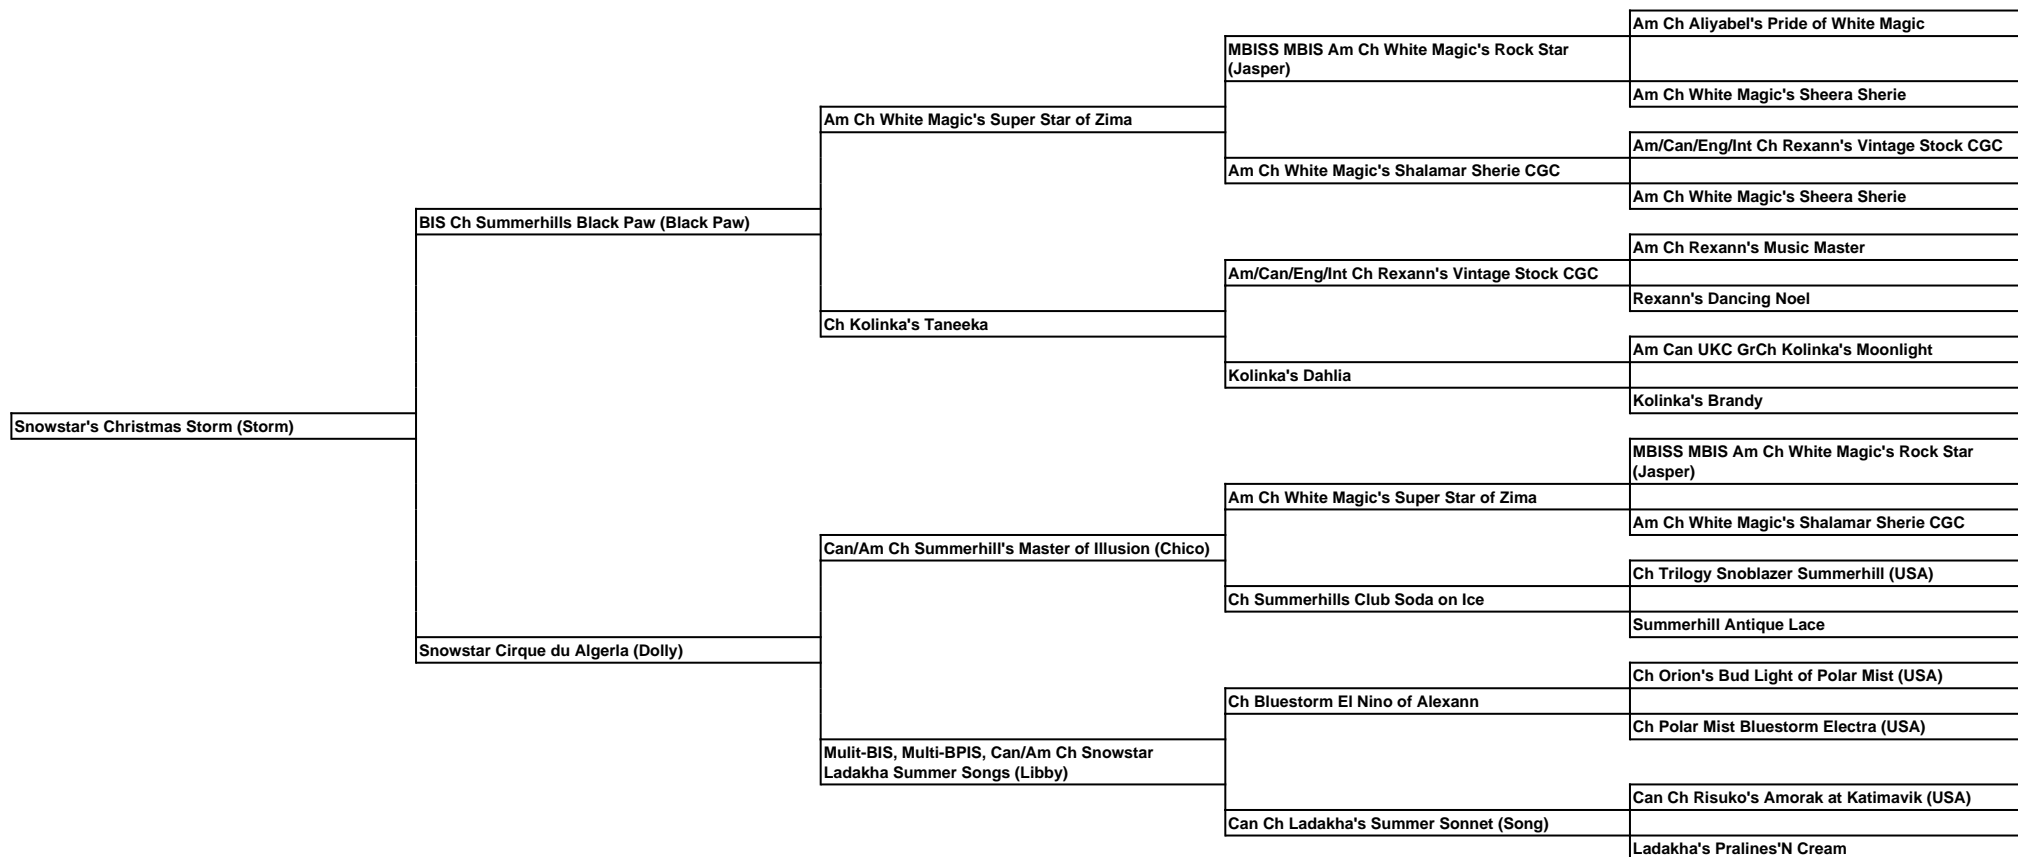 Am Ch Aliyabel's Pride of White Magic
MBISS MBIS Am Ch White Magic's Rock Star
(Jasper)
Am Ch White Magic's Sheera Sherie
Am Ch White Magic's Super Star of Zima
Am/Can/Eng/Int Ch Rexann's Vintage Stock CGC
Am Ch White Magic's Shalamar Sherie CGC
Am Ch White Magic's Sheera Sherie
BIS Ch Summerhills Black Paw (Black Paw)
Am Ch Rexann's Music Master
Am/Can/Eng/Int Ch Rexann's Vintage Stock CGC
Rexann's Dancing Noel
Ch Kolinka's Taneeka
Am Can UKC GrCh Kolinka's Moonlight
Kolinka's Dahlia
Kolinka's Brandy
Snowstar's Christmas Storm (Storm)
MBISS MBIS Am Ch White Magic's Rock Star
(Jasper)
Am Ch White Magic's Super Star of Zima
Am Ch White Magic's Shalamar Sherie CGC
Can/Am Ch Summerhill's Master of Illusion (Chico)
Ch Trilogy Snoblazer Summerhill (USA)
Ch Summerhills Club Soda on Ice
Summerhill Antique Lace
Snowstar Cirque du Algerla (Dolly)
Ch Orion's Bud Light of Polar Mist (USA)
Ch Bluestorm El Nino of Alexann
Ch Polar Mist Bluestorm Electra (USA)
Mulit-BIS, Multi-BPIS, Can/Am Ch Snowstar
Ladakha Summer Songs (Libby)
Can Ch Risuko's Amorak at Katimavik (USA)
Can Ch Ladakha's Summer Sonnet (Song)
Ladakha's Pralines'N Cream